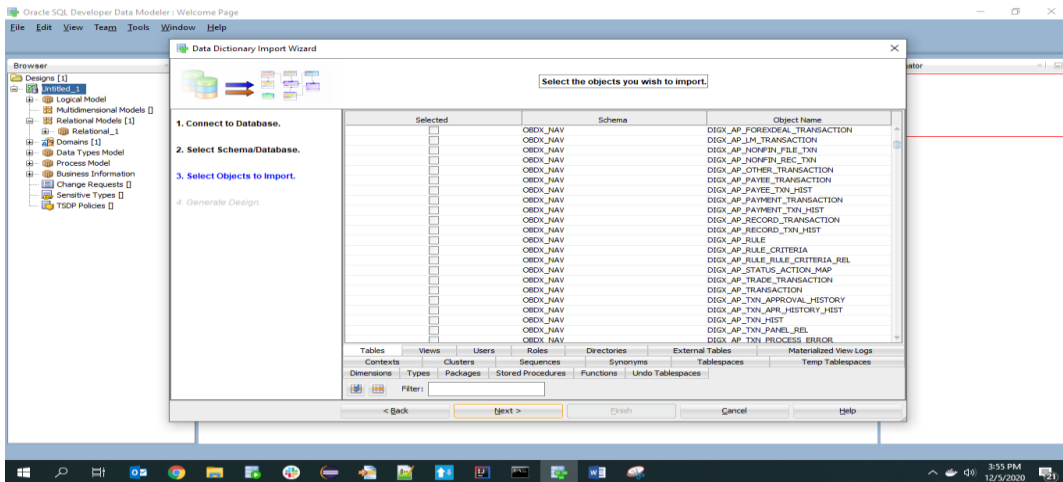 Oracle SQL Developer Data Modeler : Welcome Page
File Edit View Team Tools Window Help
Data Dictionary Import Wizard
Browser
Designs [1]
Untitled_1
Logical Model
Multidimensional Models []
Relational Models [1]
Relational_1
Domains [1]
Data Types Model
Process Model
Business Information
Change Requests []
Sensitive Types []
TSDP Policies []
Select the objects you wish to import.
1. Connect to Database.
2. Select Schema/Database.
3. Select Objects to Import.
4. Generate Design.
Selected Schema Object Name
OBDX_NAV DIGX_AP_FOREXDEAL_TRANSACTION
OBDX_NAV DIGX_AP_LM_TRANSACTION
OBDX_NAV DIGX_AP_NONFIN_FILE_TXN
OBDX_NAV DIGX_AP_NONFIN_REC_TXN
OBDX_NAV DIGX_AP_OTHER_TRANSACTION
OBDX_NAV DIGX_AP_PAYEE_TRANSACTION
OBDX_NAV DIGX_AP_PAYEE_TXN_HIST
OBDX_NAV DIGX_AP_PAYMENT_TRANSACTION
OBDX_NAV DIGX_AP_PAYMENT_TXN_HIST
OBDX_NAV DIGX_AP_RECORD_TRANSACTION
OBDX_NAV DIGX_AP_RECORD_TXN_HIST
OBDX_NAV DIGX_AP_RULE
OBDX_NAV DIGX_AP_RULE_CRITERIA
OBDX_NAV DIGX_AP_RULE_RULE_CRITERIA_REL
OBDX_NAV DIGX_AP_STATUS_ACTION_MAP
OBDX_NAV DIGX_AP_TRADE_TRANSACTION
OBDX_NAV DIGX_AP_TRANSACTION
OBDX_NAV DIGX_AP_TXN_APPROVAL_HISTORY
OBDX_NAV DIGX_AP_TXN_APR_HISTORY_HIST
OBDX_NAV DIGX_AP_TXN_HIST
OBDX_NAV DIGX_AP_TXN_PANEL_REL
OBDX_NAV DIGX_AP_TXN_PROCESS_ERROR
Tables Views Users Roles Directories External Tables Materialized View Logs
Contexts Clusters Sequences Synonyms Tablespaces Temp Tablespaces
Dimensions Types Packages Stored Procedures Functions Undo Tablespaces
Filter:
< Back Next > Finish Cancel Help
ator
3:55 PM
12/5/2020
21